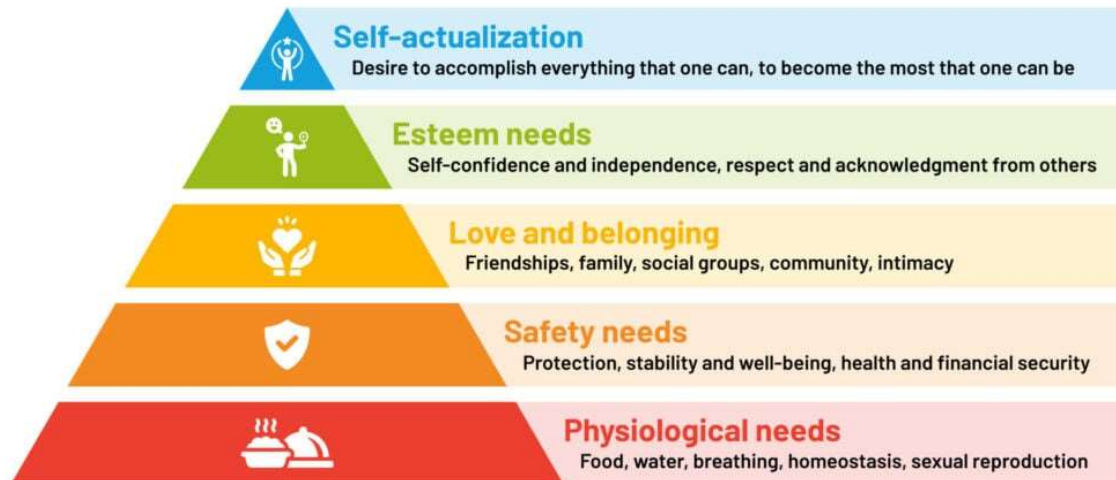 Self-actualization
Desire to accomplish everything that one can, to become the most that one can be
Esteem needs
Self-confidence and independence, respect and acknowledgment from others
Love and belonging
Friendships, family, social groups, community, intimacy
Safety needs
Protection, stability and well-being, health and financial security
Physiological needs
Food, water, breathing, homeostasis, sexual reproduction